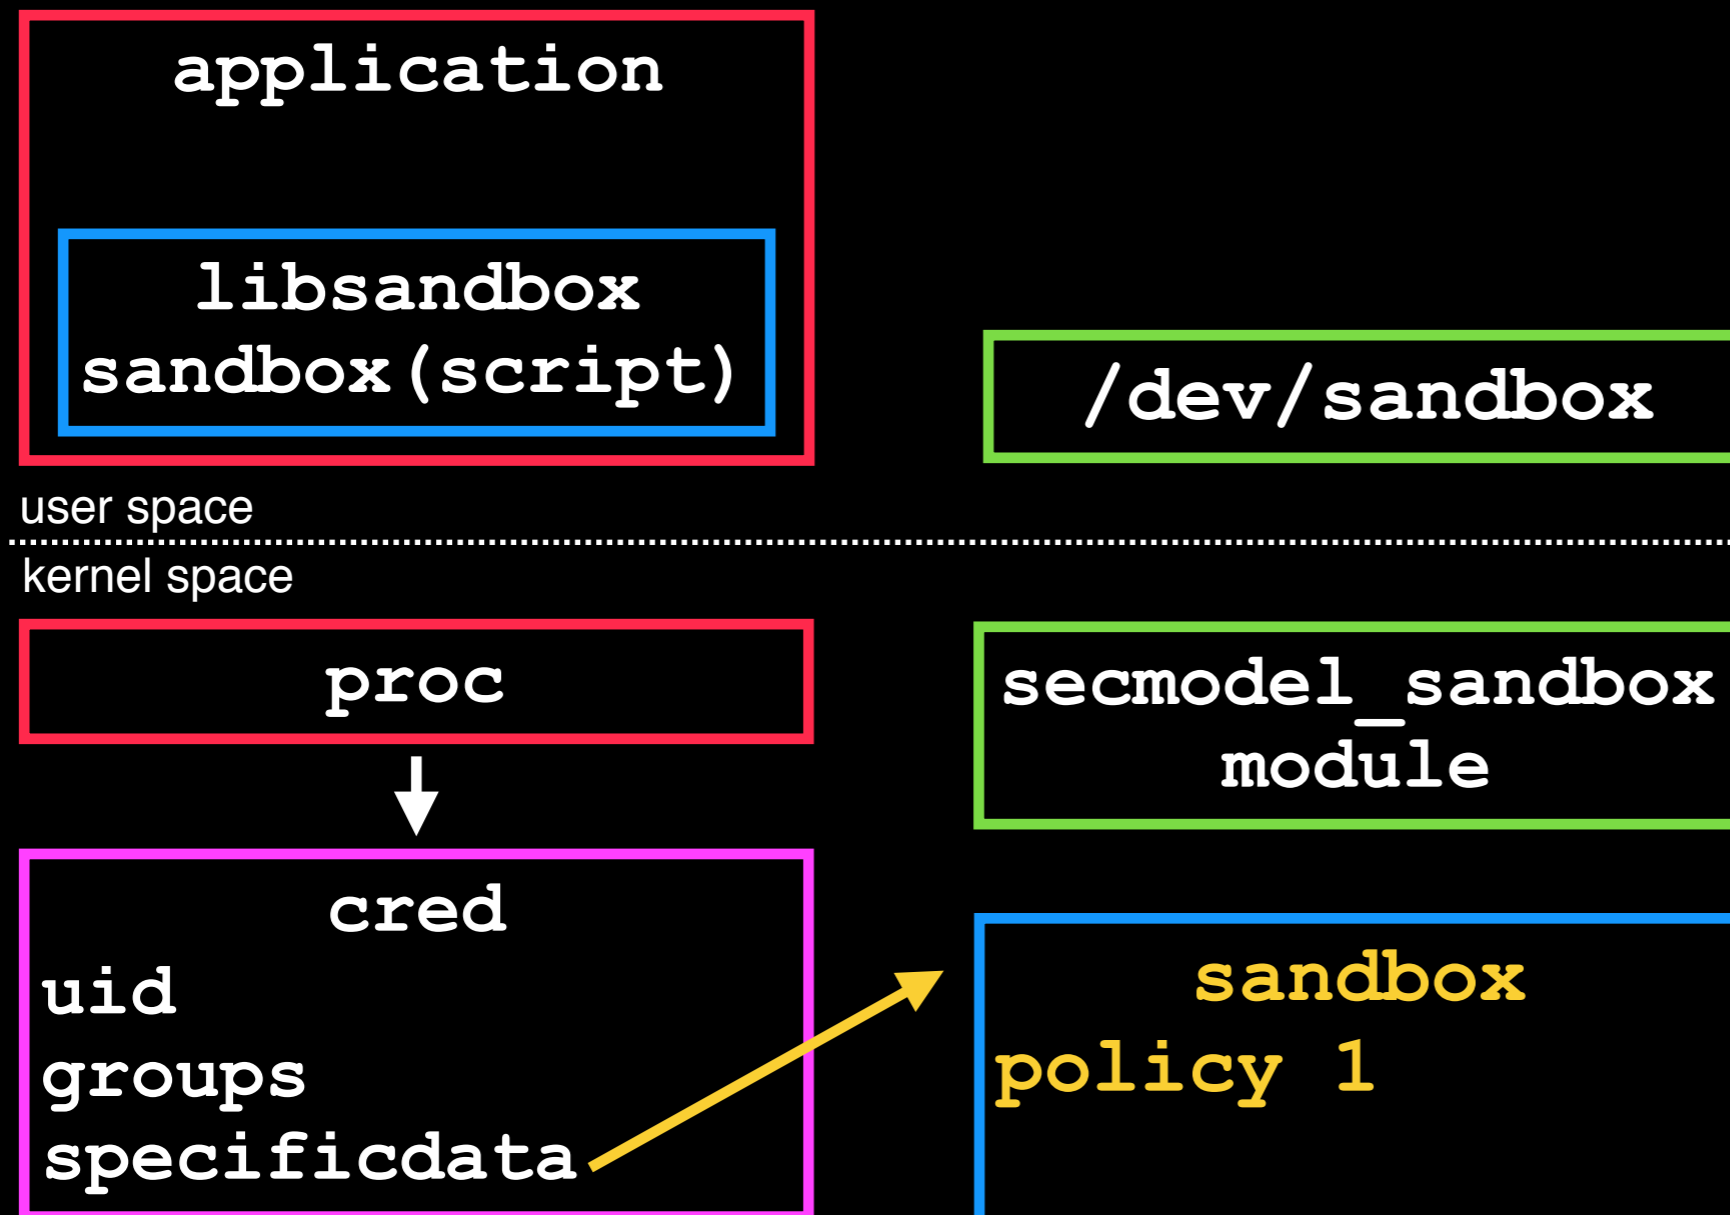 application
libsandbox
sandbox(script)
/dev/sandbox
user space
kernel space
proc
secmodel_sandbox
module
cred
uid
groups
specificdata
sandbox
policy 1